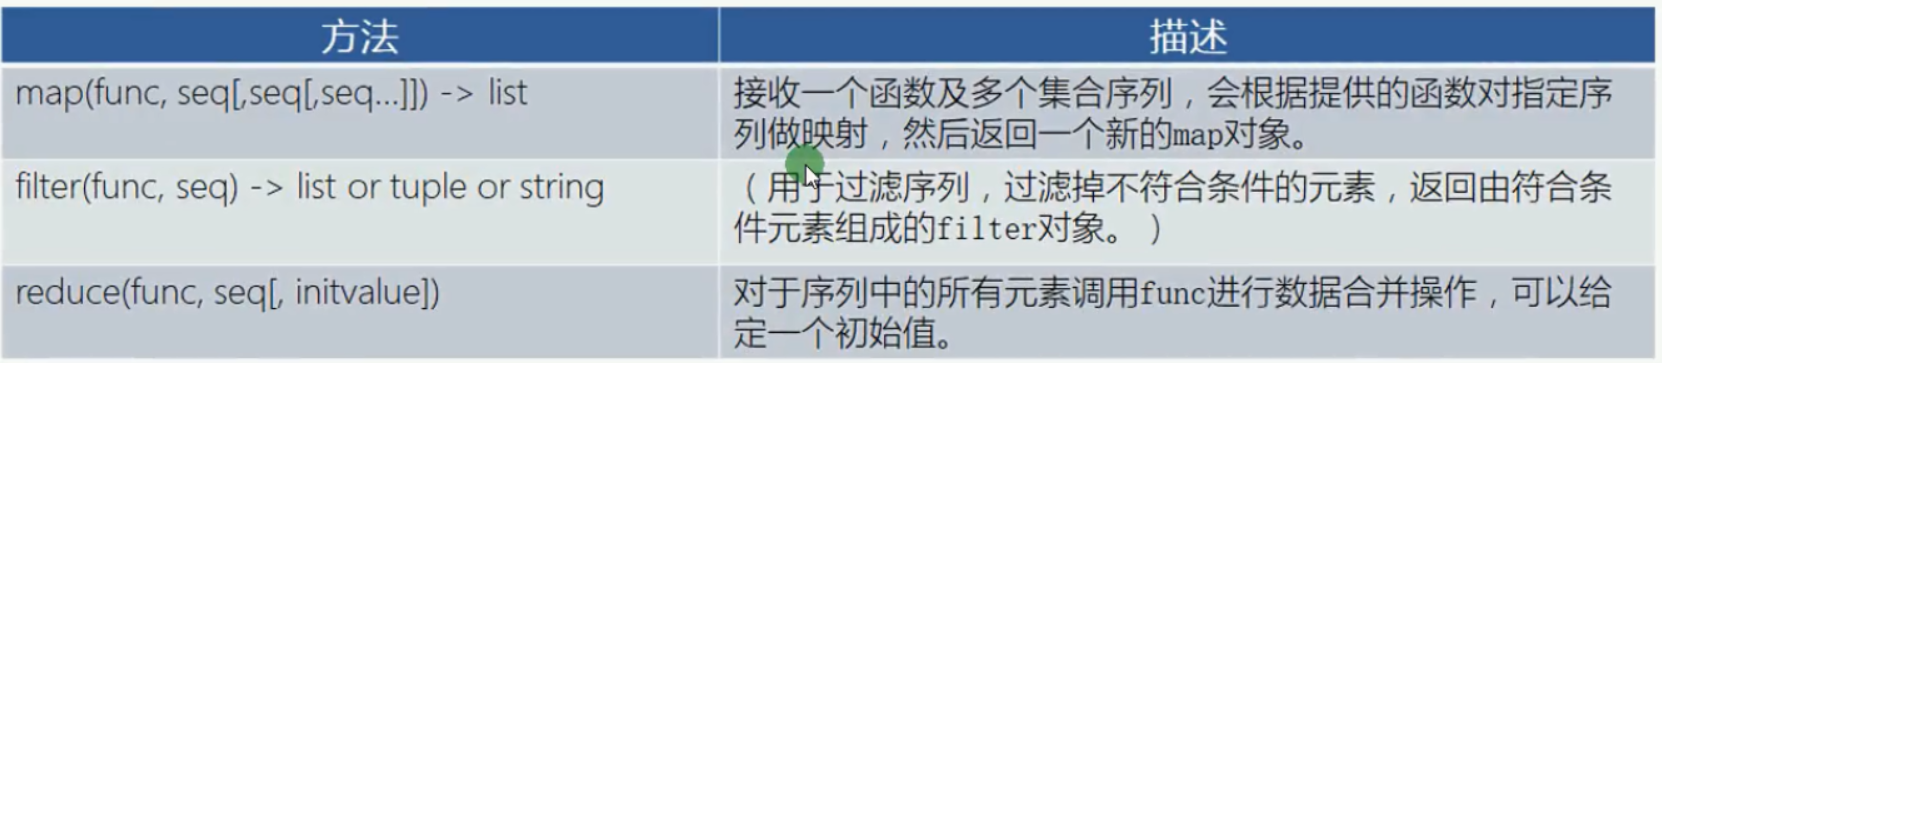 方法
描述
map(func, seq[,seq[,seq...]]) -> list
接收一个函数及多个集合序列，会根据提供的函数对指定序
列做映射，然后返回一个新的map对象。
filter(func, seq) -> list or tuple or string
（用于过滤序列，过滤掉不符合条件的元素，返回由符合条
件元素组成的filter对象。）
reduce(func, seq[, initvalue])
对于序列中的所有元素调用func进行数据合并操作，可以给
定一个初始值。